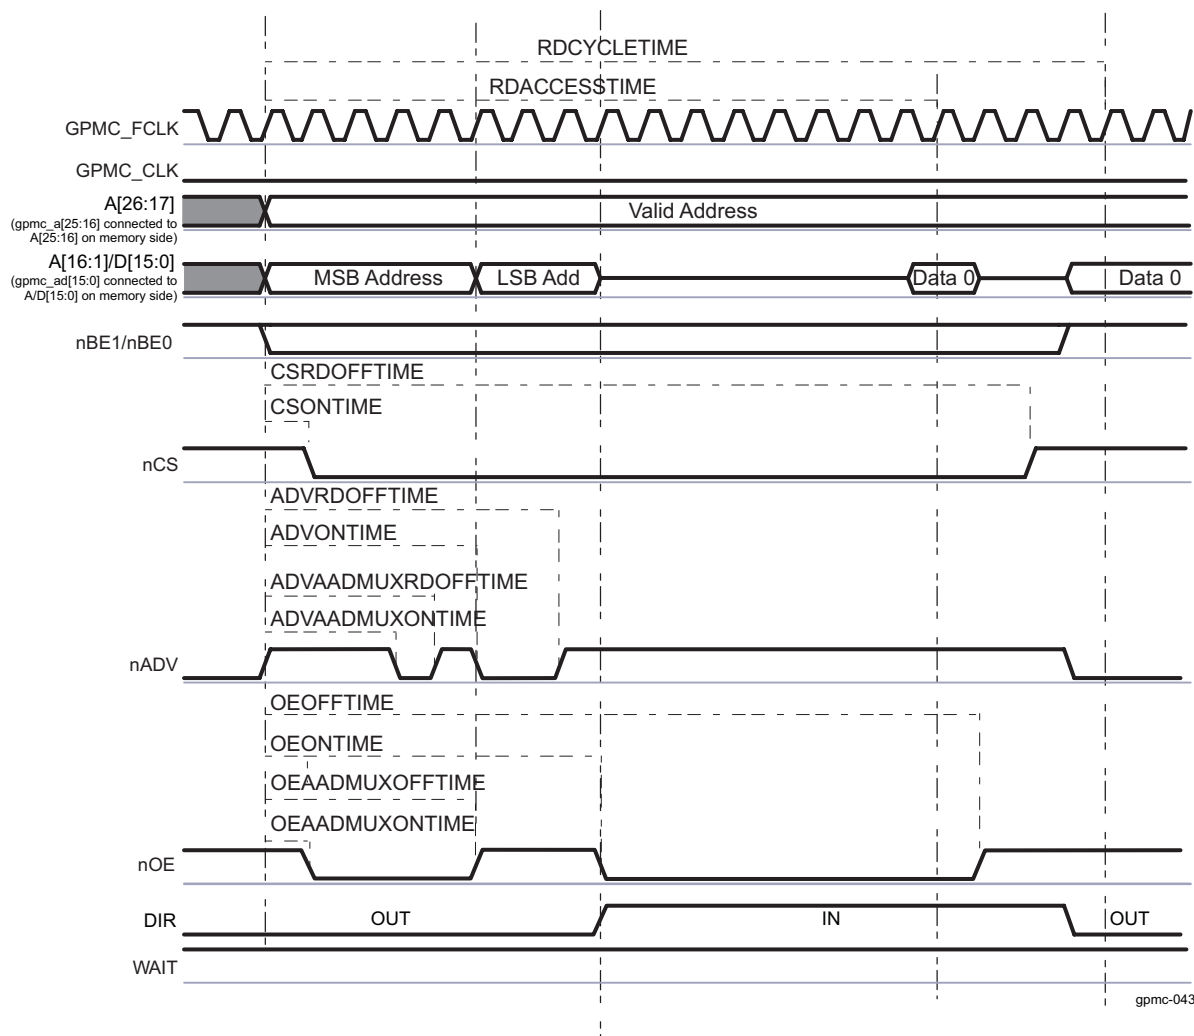 RDCYCLETIME
RDACCESSTIME
GPMC_FCLK
GPMC_CLK
A[26:17]
(gpmc_a[25:16] connected to
A[25:16] on memory side)
Valid Address
A[16:1]/D[15:0]
(gpmc_ad[15:0] connected to
A/D[15:0] on memory side)
MSB Address
LSB Add
Data 0
Data 0
nBE1/nBE0
CSRDOFFTIME
CSONTIME
nCS
ADVRDOFFTIME
ADVONTIME
ADVAADMUXRDOFFTIME
ADVAADMUXONTIME
nADV
OEOFFTIME
OEONTIME
OEAADMUXOFFTIME
OEAADMUXONTIME
nOE
DIR
OUT
IN
OUT
WAIT
gpmc-043